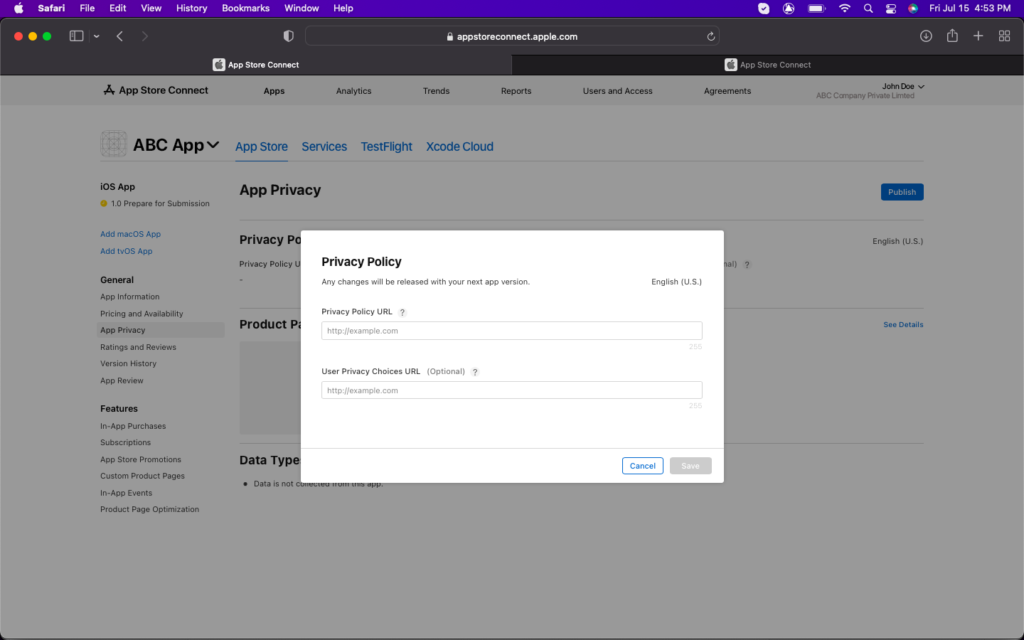 Safari File Edit View History Bookmarks Window Help Fri Jul 15 4:53 PM
appstoreconnect.apple.com
App Store Connect App Store Connect
App Store Connect Apps Analytics Trends Reports Users and Access Agreements John Doe
ABC Company Private Limted
ABC App App Store Services TestFlight Xcode Cloud
iOS App
1.0 Prepare for Submission
Add macOS App
Add tvOS App
General
App Information
Pricing and Availability
App Privacy
Ratings and Reviews
Version History
App Review
Features
In-App Purchases
Subscriptions
App Store Promotions
Custom Product Pages
In-App Events
Product Page Optimization
App Privacy Publish
Privacy Po English (U.S.)
Privacy Policy U nal) ?
-
Product Pa See Details
Data Type
Data is not collected from this app.
Privacy Policy
Any changes will be released with your next app version. English (U.S.)
Privacy Policy URL ?
http://example.com
255
User Privacy Choices URL (Optional) ?
http://example.com
255
Cancel Save